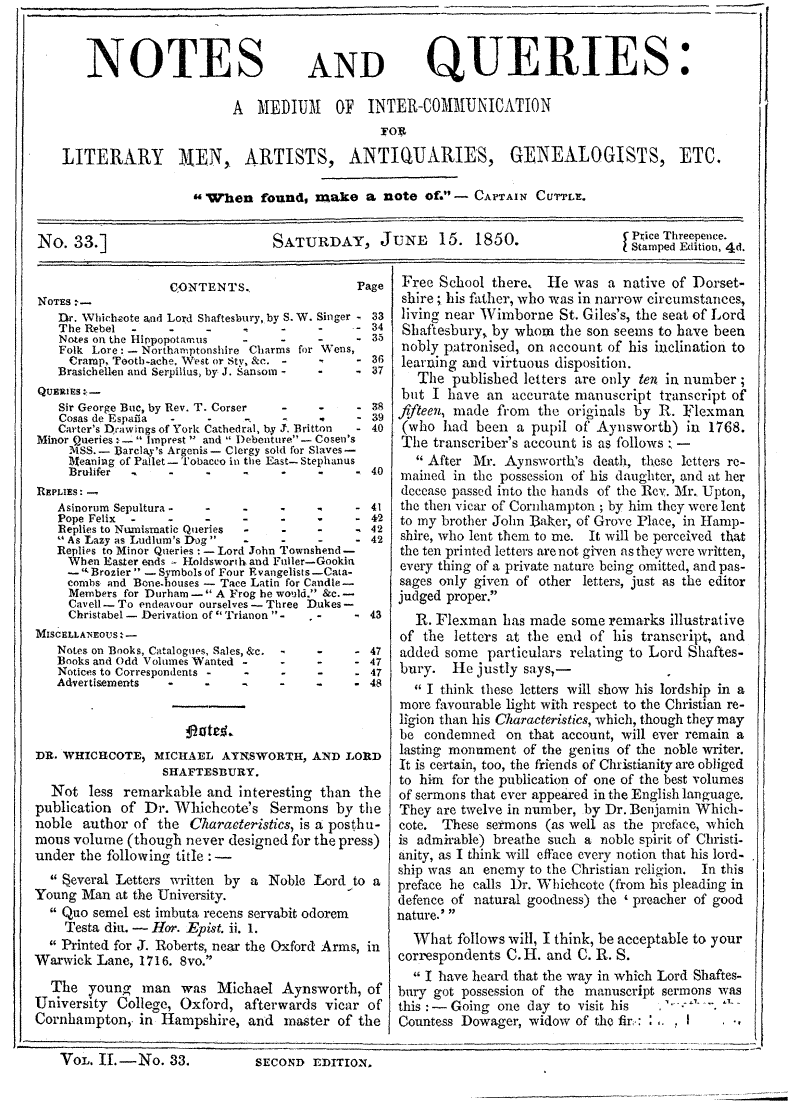 NOTES AND QUERIES:
A MEDIUM OF INTER-COMMUNICATION
FOR
LITERARY MEN, ARTISTS, ANTIQUARIES, GENEALOGISTS, ETC.
"When found, make a note of." — CAPTAIN CUTTLE.
No. 33.] SATURDAY, JUNE 15. 1850. { Price Threepence. Stamped Edition, 4d.
CONTENTS. Page
NOTES :—
Dr. Whichcote and Lord Shaftesbury, by S. W. Singer - 33
The Rebel - - - - - - - 34
Notes on the Hippopotamus - - - - 35
Folk Lore : — Northamptonshire Charms for Wens,
Cramp, Tooth-ache, West or Sty, &c. - - - 36
Brasichellen and Serpilius, by J. Sansom - - - 37
QUERIES :—
Sir George Buc, by Rev. T. Corser - - - 38
Cosas de España - - - - - - 39
Carter's Drawings of York Cathedral, by J. Britton - 40
Minor Queries : — "Imprest" and "Debenture" — Cosen's
MSS. — Barclay's Argenis — Clergy sold for Slaves —
Meaning of Pallet — Tobacco in the East — Stephanus
Brulifer - - - - - - - 40
REPLIES : —
Asinorum Sepultura - - - - - - 41
Pope Felix - - - - - - - 42
Replies to Numismatic Queries - - - - 42
"As Lazy as Ludlum's Dog" - - - - 42
Replies to Minor Queries : — Lord John Townshend —
When Easter ends - Holdsworth and Fuller—Gookin
— "Brozier" — Symbols of Four Evangelists — Cata-
combs and Bone-houses — Tace Latin for Candle —
Members for Durham — "A Frog he would," &c. —
Cavell — To endeavour ourselves — Three Dukes —
Christabel — Derivation of "Trianon" - - - 43
MISCELLANEOUS : —
Notes on Books, Catalogues, Sales, &c. - - - 47
Books and Odd Volumes Wanted - - - - 47
Notices to Correspondents - - - - - 47
Advertisements - - - - - - 48
Notes.
DR. WHICHCOTE, MICHAEL AYNSWORTH, AND LORD
SHAFTESBURY.
Not less remarkable and interesting than the
publication of Dr. Whichcote's Sermons by the
noble author of the Characteristics, is a posthu-
mous volume (though never designed for the press)
under the following title : —
"Several Letters written by a Noble Lord to a
Young Man at the University.
"Quo semel est imbuta recens servabit odorem
Testa diu. — Hor. Epist. ii. 1.
"Printed for J. Roberts, near the Oxford Arms, in
Warwick Lane, 1716. 8vo."
The young man was Michael Aynsworth, of
University College, Oxford, afterwards vicar of
Cornhampton, in Hampshire, and master of the
Free School there. He was a native of Dorset-
shire ; his father, who was in narrow circumstances,
living near Wimborne St. Giles's, the seat of Lord
Shaftesbury, by whom the son seems to have been
nobly patronised, on account of his inclination to
learning and virtuous disposition.
The published letters are only ten in number ;
but I have an accurate manuscript transcript of
fifteen, made from the originals by R. Flexman
(who had been a pupil of Aynsworth) in 1768.
The transcriber's account is as follows : —
"After Mr. Aynsworth's death, these letters re-
mained in the possession of his daughter, and at her
decease passed into the hands of the Rev. Mr. Upton,
the then vicar of Cornhampton ; by him they were lent
to my brother John Baker, of Grove Place, in Hamp-
shire, who lent them to me. It will be perceived that
the ten printed letters are not given as they were written,
every thing of a private nature being omitted, and pas-
sages only given of other letters, just as the editor
judged proper."
R. Flexman has made some remarks illustrative
of the letters at the end of his transcript, and
added some particulars relating to Lord Shaftes-
bury. He justly says,—
"I think these letters will show his lordship in a
more favourable light with respect to the Christian re-
ligion than his Characteristics, which, though they may
be condemned on that account, will ever remain a
lasting monument of the genius of the noble writer.
It is certain, too, the friends of Christianity are obliged
to him for the publication of one of the best volumes
of sermons that ever appeared in the English language.
They are twelve in number, by Dr. Benjamin Which-
cote. These sermons (as well as the preface, which
is admirable) breathe such a noble spirit of Christi-
anity, as I think will efface every notion that his lord-
ship was an enemy to the Christian religion. In this
preface he calls Dr. Whichcote (from his pleading in
defence of natural goodness) the 'preacher of good
nature.'"
What follows will, I think, be acceptable to your
correspondents C. H. and C. R. S.
"I have heard that the way in which Lord Shaftes-
bury got possession of the manuscript sermons was
this : — Going one day to visit his
Countess Dowager, widow of the
VOL. II.—No. 33. SECOND EDITION.